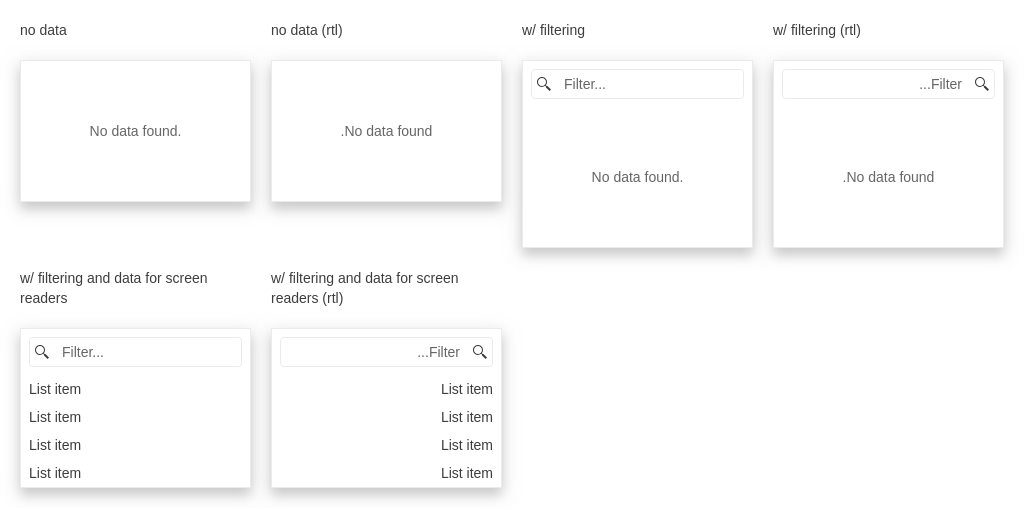 no data
no data (rtl)
w/ filtering
w/ filtering (rtl)
No data found.
.No data found
Filter...
No data found.
...Filter
.No data found
w/ filtering and data for screen
readers
w/ filtering and data for screen
readers (rtl)
Filter...
List item
List item
List item
List item
...Filter
List item
List item
List item
List item